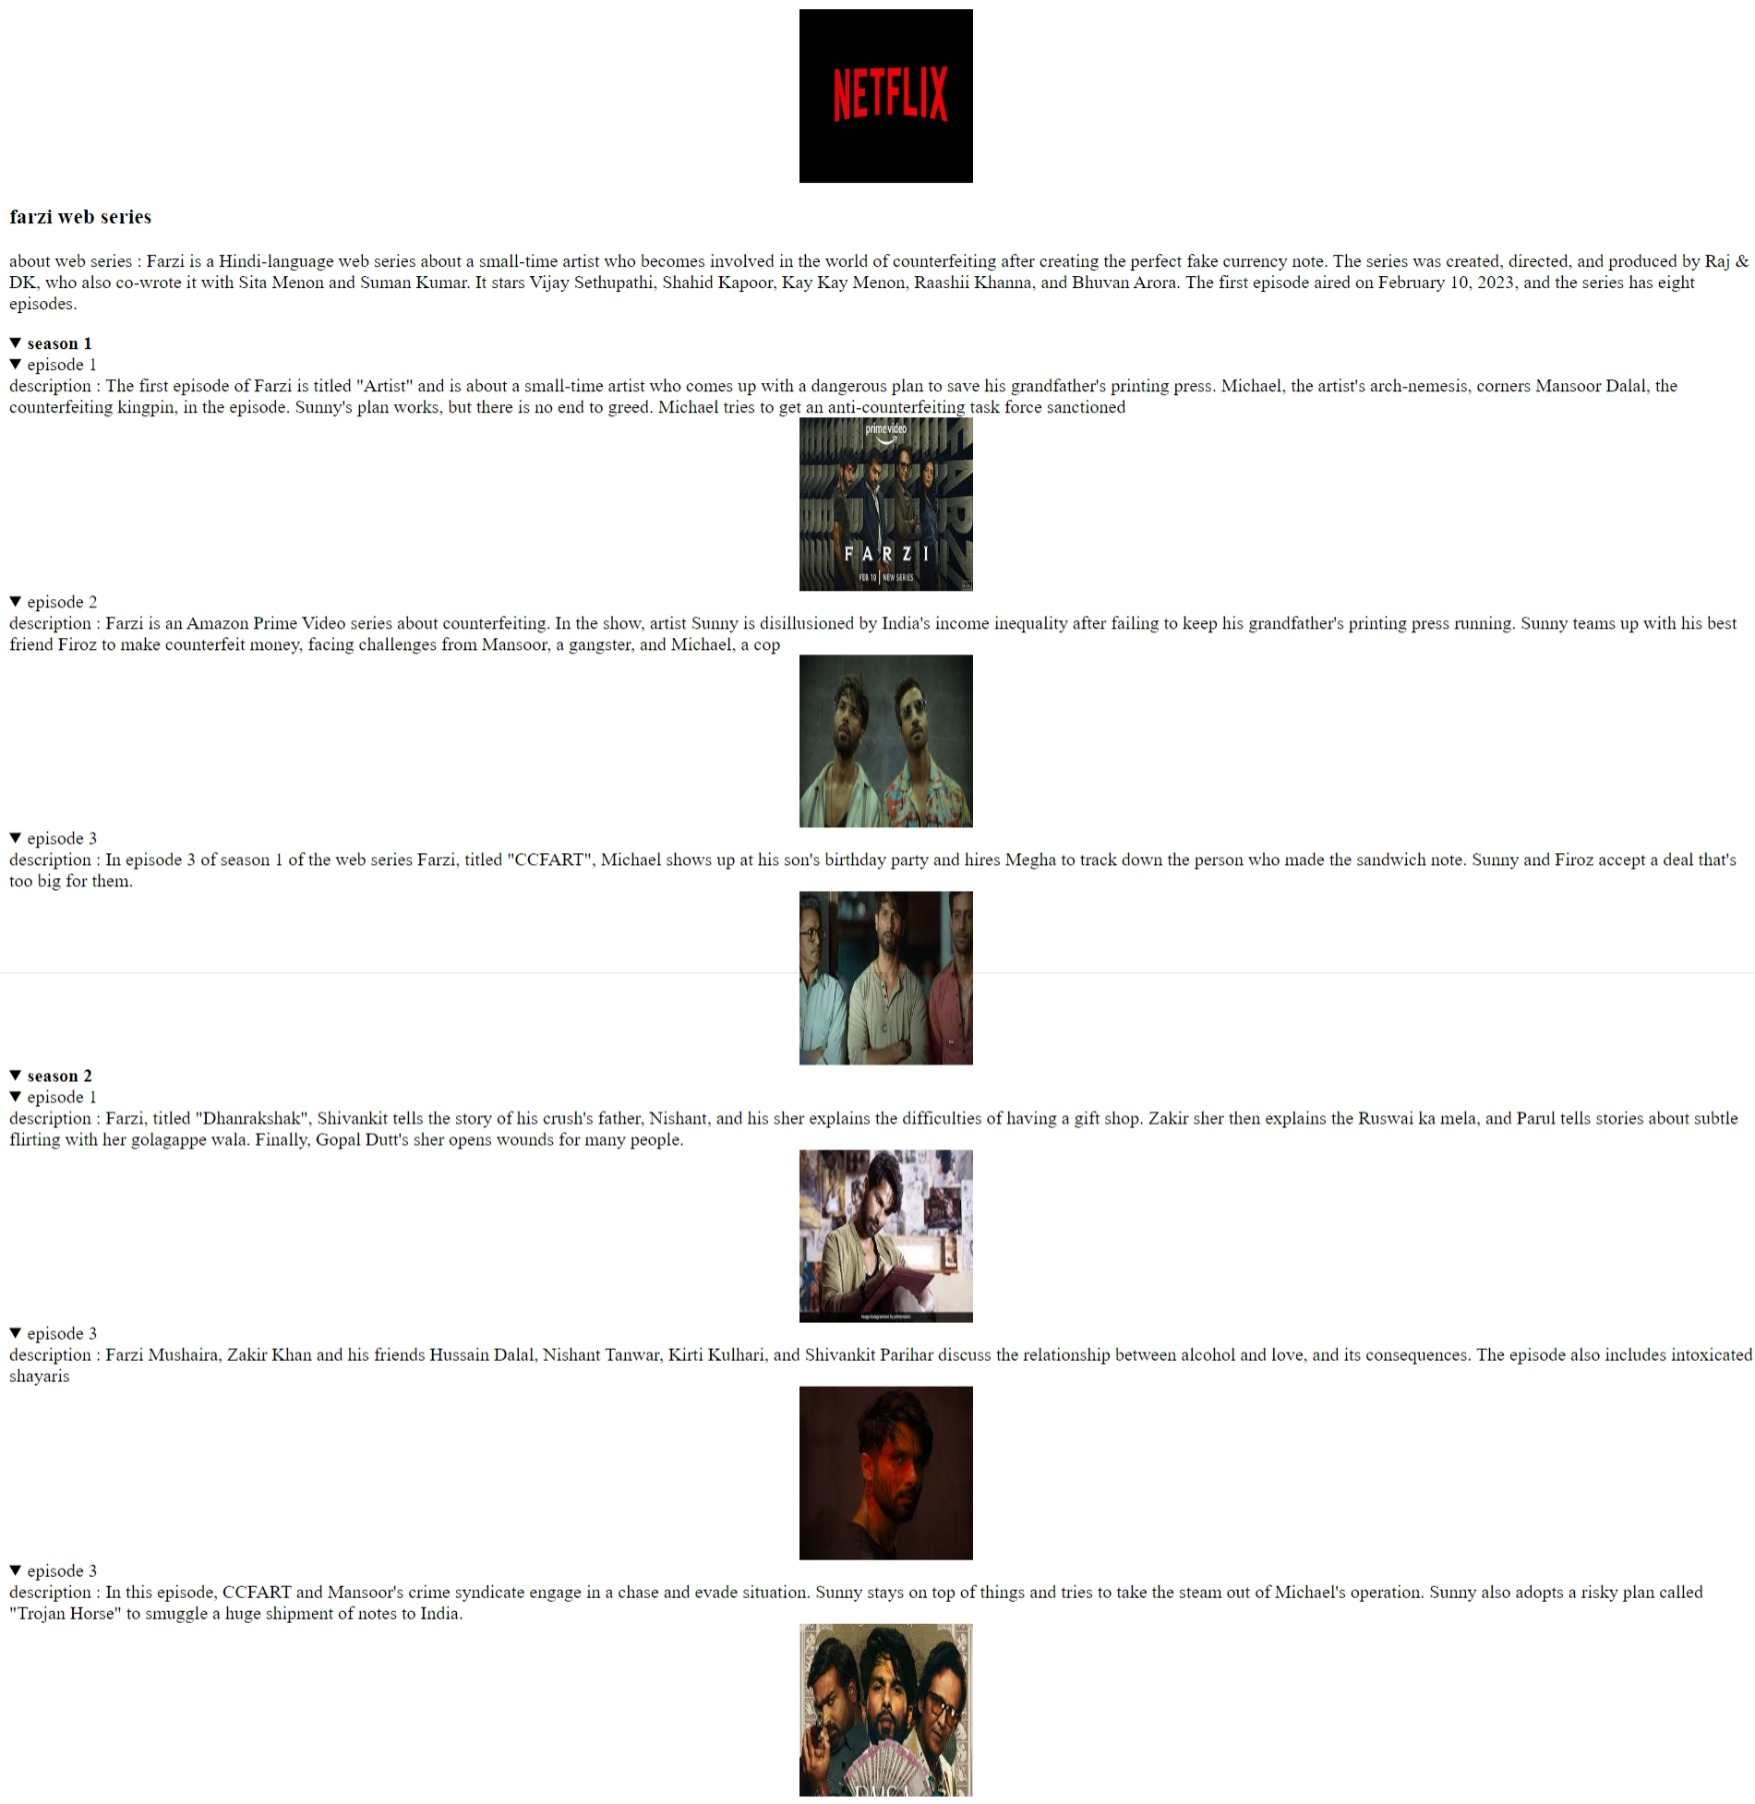 NETFLIX
farzi web series
about web series : Farzi is a Hindi-language web series about a small-time artist who becomes involved in the world of counterfeiting after creating the perfect fake currency note. The series was created, directed, and produced by Raj &
DK, who also co-wrote it with Sita Menon and Suman Kumar. It stars Vijay Sethupathi, Shahid Kapoor, Kay Kay Menon, Raashii Khanna, and Bhuvan Arora. The first episode aired on February 10, 2023, and the series has eight
episodes.
▼ season 1
▼ episode 1
description : The first episode of Farzi is titled "Artist" and is about a small-time artist who comes up with a dangerous plan to save his grandfather's printing press. Michael, the artist's arch-nemesis, corners Mansoor Dalal, the
counterfeiting kingpin, in the episode. Sunny's plan works, but there is no end to greed. Michael tries to get an anti-counterfeiting task force sanctioned
prime video
FARZI
FEB 10 | NEW SERIES
▼ episode 2
description : Farzi is an Amazon Prime Video series about counterfeiting. In the show, artist Sunny is disillusioned by India's income inequality after failing to keep his grandfather's printing press running. Sunny teams up with his best
friend Firoz to make counterfeit money, facing challenges from Mansoor, a gangster, and Michael, a cop
▼ episode 3
description : In episode 3 of season 1 of the web series Farzi, titled "CCFART", Michael shows up at his son's birthday party and hires Megha to track down the person who made the sandwich note. Sunny and Firoz accept a deal that's
too big for them.
▼ season 2
▼ episode 1
description : Farzi, titled "Dhanrakshak", Shivankit tells the story of his crush's father, Nishant, and his sher explains the difficulties of having a gift shop. Zakir sher then explains the Ruswai ka mela, and Parul tells stories about subtle
flirting with her golagappe wala. Finally, Gopal Dutt's sher opens wounds for many people.
▼ episode 3
description : Farzi Mushaira, Zakir Khan and his friends Hussain Dalal, Nishant Tanwar, Kirti Kulhari, and Shivankit Parihar discuss the relationship between alcohol and love, and its consequences. The episode also includes intoxicated
shayaris
▼ episode 3
description : In this episode, CCFART and Mansoor's crime syndicate engage in a chase and evade situation. Sunny stays on top of things and tries to take the steam out of Michael's operation. Sunny also adopts a risky plan called
"Trojan Horse" to smuggle a huge shipment of notes to India.